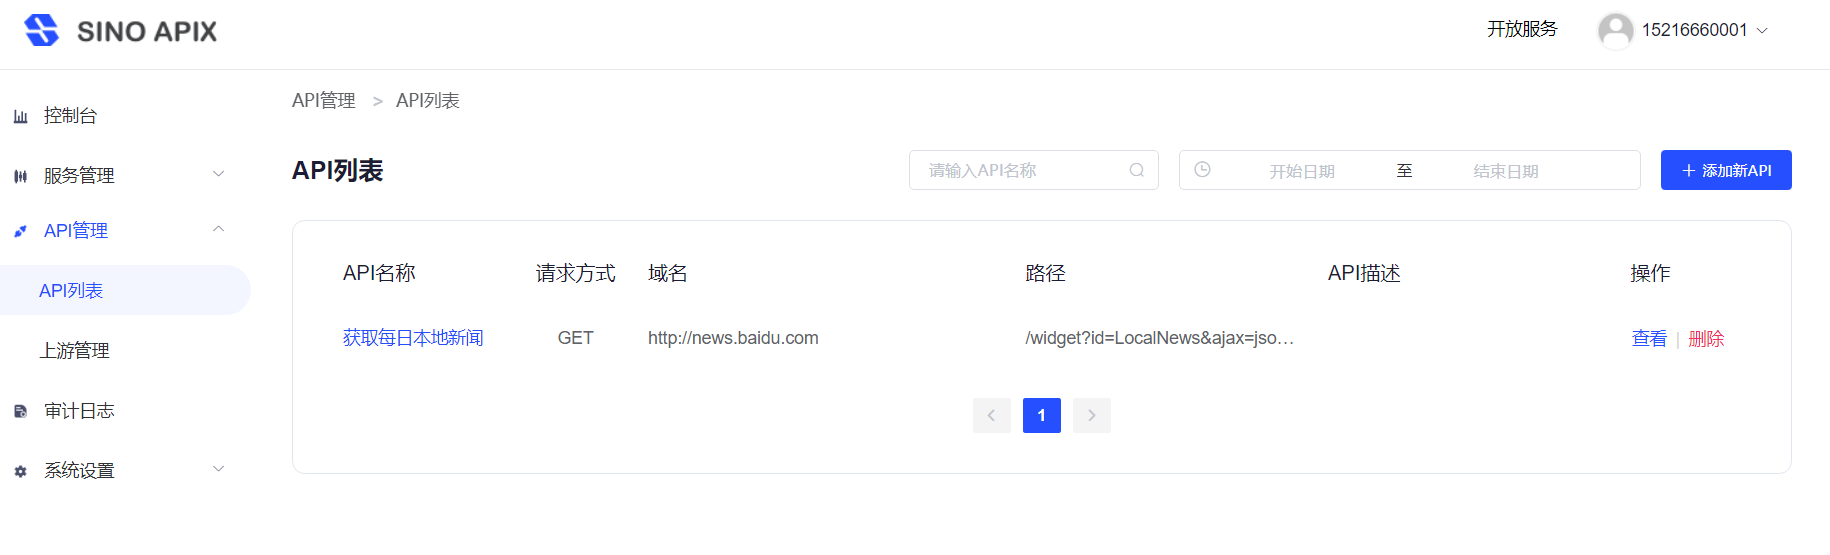 SINO APIX
开放服务
15216660001
控制台
服务管理
API管理
API列表
上游管理
审计日志
系统设置
API管理 > API列表
API列表
请输入API名称
开始日期 至 结束日期
+ 添加新API
API名称 请求方式 域名 路径 API描述 操作
获取每日本地新闻 GET http://news.baidu.com /widget?id=LocalNews&ajax=jso... 查看 | 删除
< 1 >